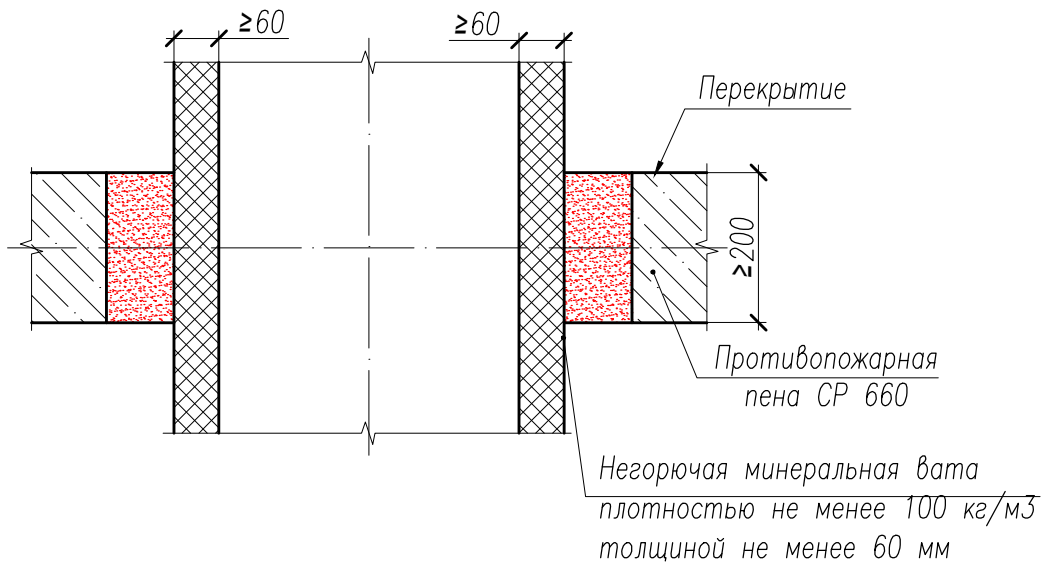 ≥60
≥60
Перекрытие
≥200
Противопожарная
пена СР 660
Негорючая минеральная вата
плотностью не менее 100 кг/м3
толщиной не менее 60 мм